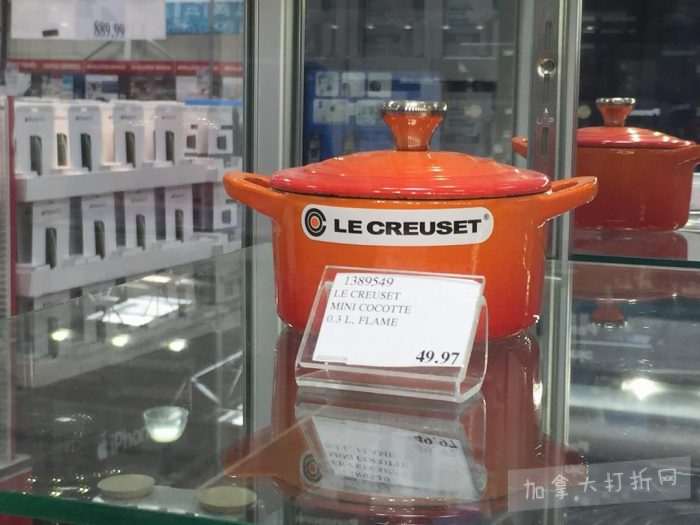 889.99
LE CREUSET
1389549
LE CREUSET
MINI COCOTTE
0.3 L, FLAME
49.97
iPhone
加拿大打折网